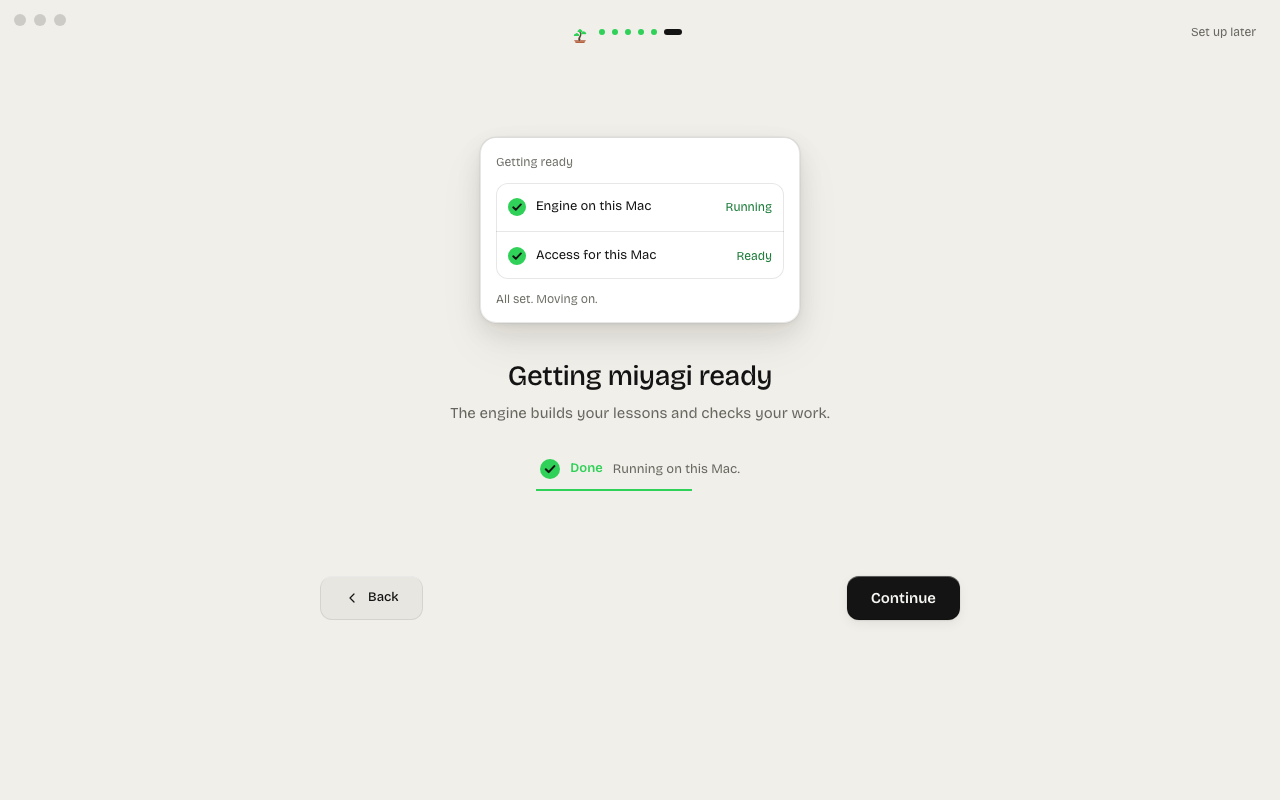 Set up later
Getting ready
Engine on this Mac Running
Access for this Mac Ready
All set. Moving on.
Getting miyagi ready
The engine builds your lessons and checks your work.
Done Running on this Mac.
Back Continue